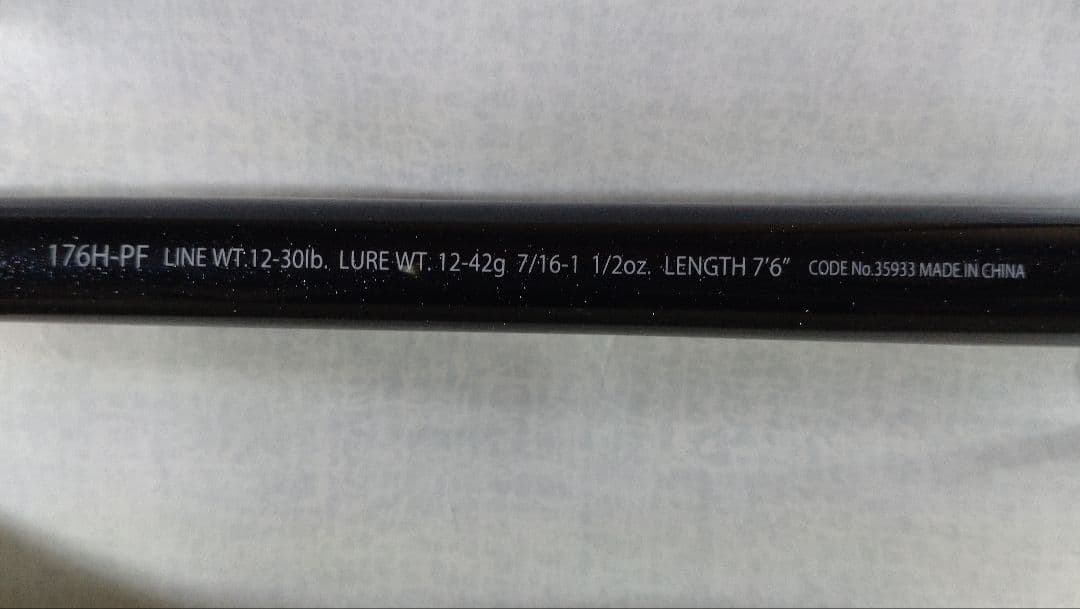 176H-PF LINE WT.12-30lb. LURE WT. 12-42g 7/16-1 1/2oz. LENGTH 7'6" CODE No.35933 MADE IN CHINA